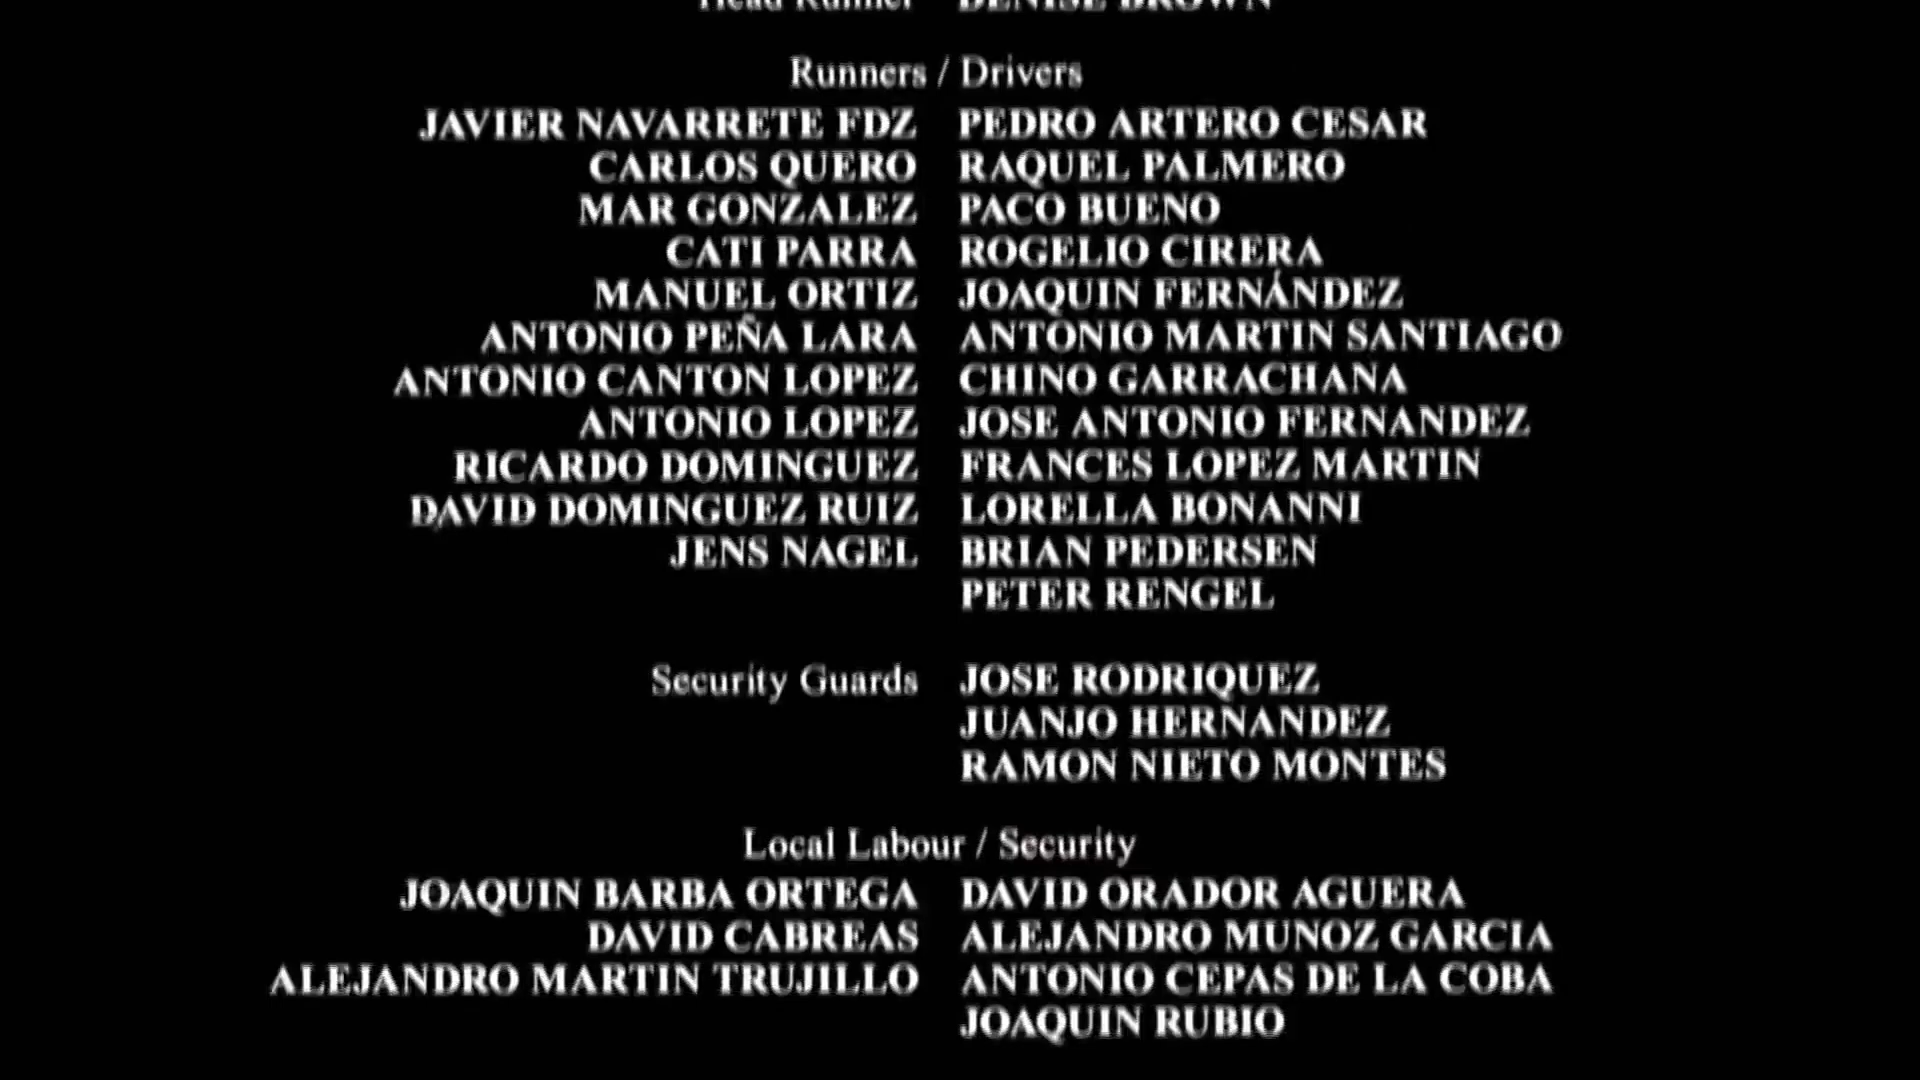 Head Runner DENISE BROWN
Runners / Drivers
JAVIER NAVARRETE FDZ PEDRO ARTERO CESAR
CARLOS QUERO RAQUEL PALMERO
MAR GONZALEZ PACO BUENO
CATI PARRA ROGELIO CIRERA
MANUEL ORTIZ JOAQUIN FERNÁNDEZ
ANTONIO PEÑA LARA ANTONIO MARTIN SANTIAGO
ANTONIO CANTON LOPEZ CHINO GARRACHANA
ANTONIO LOPEZ JOSE ANTONIO FERNANDEZ
RICARDO DOMINGUEZ FRANCES LOPEZ MARTIN
DAVID DOMINGUEZ RUIZ LORELLA BONANNI
JENS NAGEL BRIAN PEDERSEN
PETER RENGEL
Security Guards JOSE RODRIQUEZ
JUANJO HERNANDEZ
RAMON NIETO MONTES
Local Labour / Security
JOAQUIN BARBA ORTEGA DAVID ORADOR AGUERA
DAVID CABREAS ALEJANDRO MUNOZ GARCIA
ALEJANDRO MARTIN TRUJILLO ANTONIO CEPAS DE LA COBA
JOAQUIN RUBIO